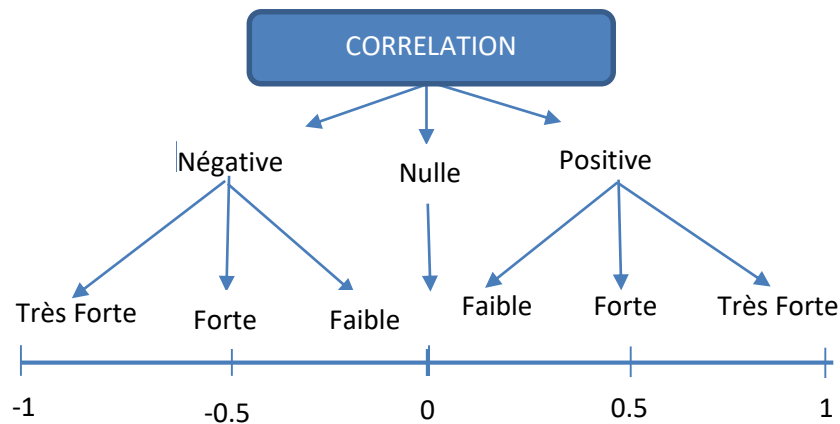 CORRELATION
Négative
Nulle
Positive
Très Forte
Forte
Faible
Faible
Forte
Très Forte
-1
-0.5
0
0.5
1